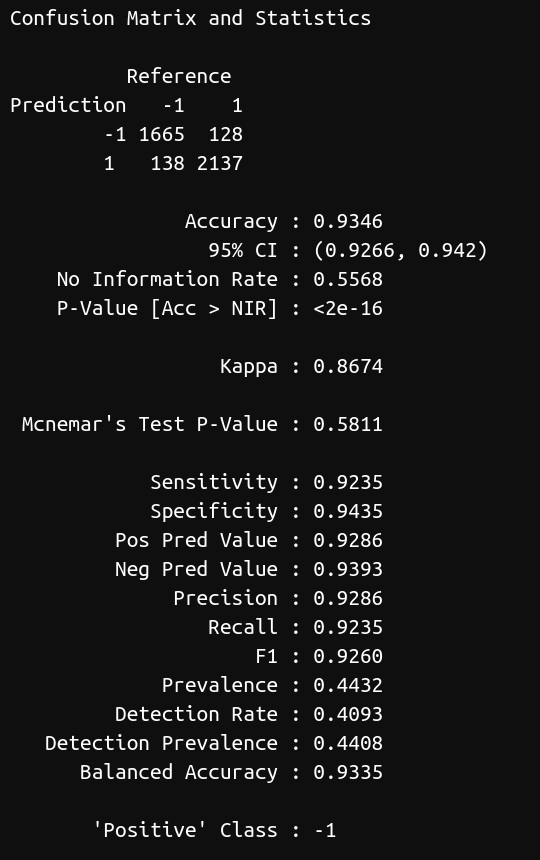 Confusion Matrix and Statistics

          Reference
Prediction   -1    1
        -1 1665  128
        1   138 2137

               Accuracy : 0.9346
                 95% CI : (0.9266, 0.942)
    No Information Rate : 0.5568
    P-Value [Acc > NIR] : <2e-16

                  Kappa : 0.8674

 Mcnemar's Test P-Value : 0.5811

            Sensitivity : 0.9235
            Specificity : 0.9435
         Pos Pred Value : 0.9286
         Neg Pred Value : 0.9393
              Precision : 0.9286
                 Recall : 0.9235
                     F1 : 0.9260
             Prevalence : 0.4432
         Detection Rate : 0.4093
   Detection Prevalence : 0.4408
      Balanced Accuracy : 0.9335

       'Positive' Class : -1